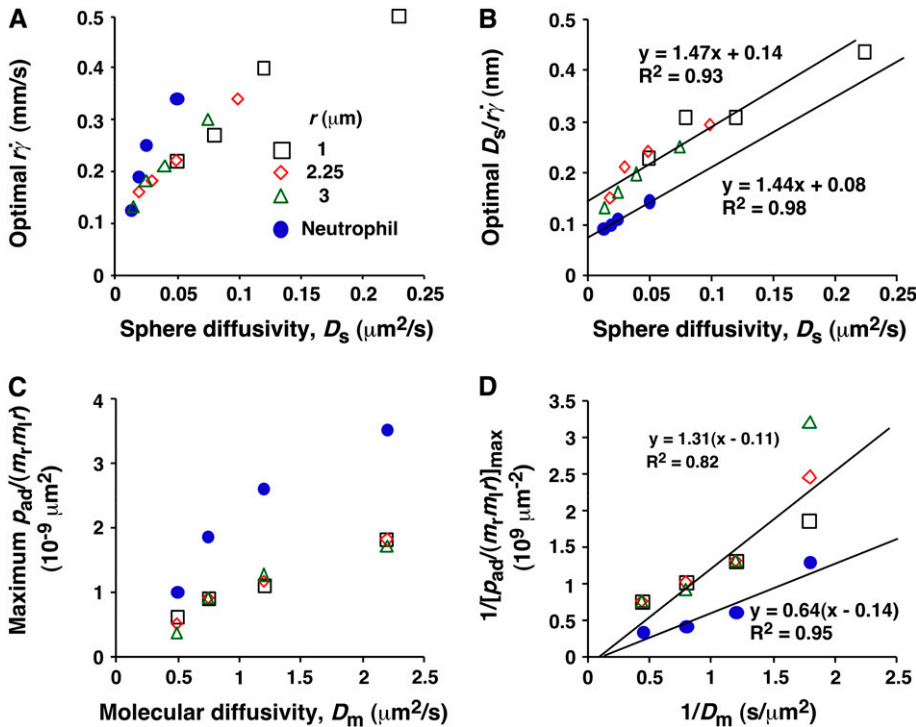 A
Optimal rγ̇ (mm/s)
0.5
0.4
0.3
0.2
0.1
0
r (μm)
1
2.25
3
Neutrophil
0 0.05 0.1 0.15 0.2 0.25
Sphere diffusivity, Ds (μm²/s)
B
Optimal Ds/rγ̇ (nm)
0.5
0.4
0.3
0.2
0.1
0
y = 1.47x + 0.14
R² = 0.93
y = 1.44x + 0.08
R² = 0.98
0 0.05 0.1 0.15 0.2 0.25
Sphere diffusivity, Ds (μm²/s)
C
Maximum pad/(mrmlr)
(10-9 μm²)
4
3
2
1
0
0 0.5 1 1.5 2 2.5
Molecular diffusivity, Dm (μm²/s)
D
1/[pad/(mrmlr)]max
(10⁹ μm-2)
3.5
3
2.5
2
1.5
1
0.5
0
y = 1.31(x - 0.11)
R² = 0.82
y = 0.64(x - 0.14)
R² = 0.95
0 0.5 1 1.5 2 2.5
1/Dm (s/μm²)